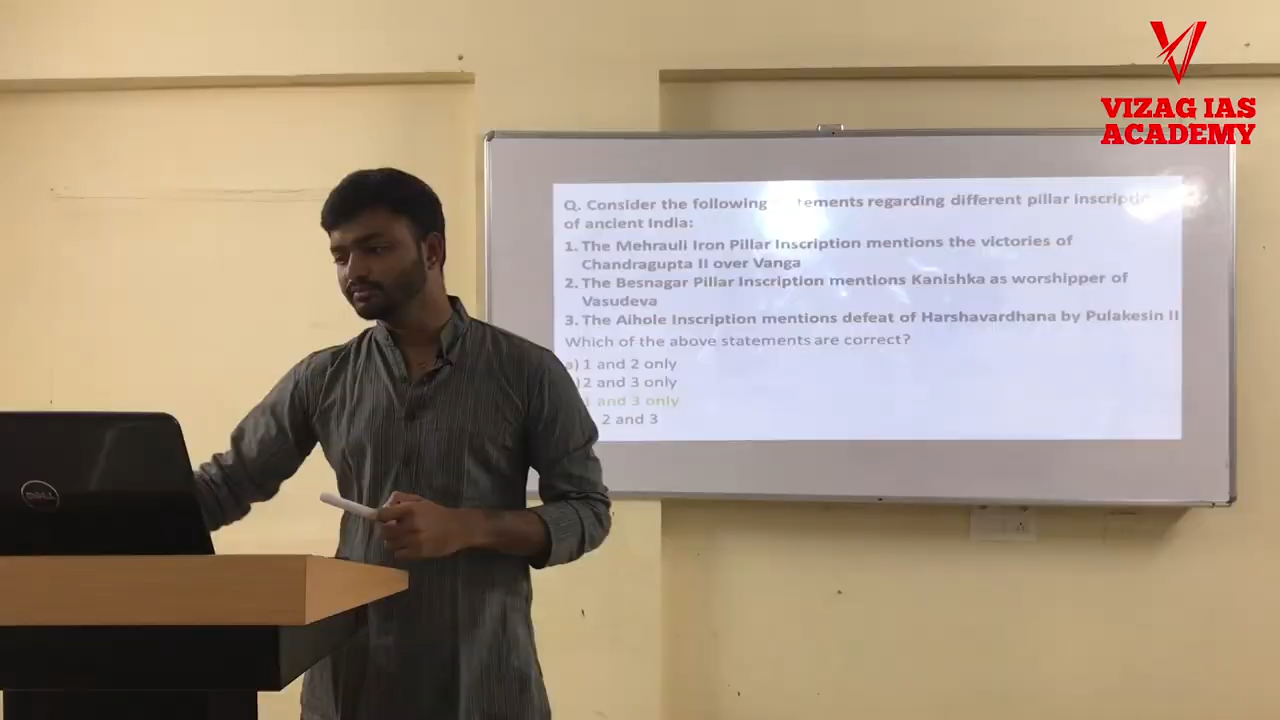 VIZAG IAS
ACADEMY
Q. Consider the following regarding different pillar
of ancient India:
1. The Mehrauli Iron Pillar Inscription mentions the victories of
Chandragupta II over Vanga
2. The Besnagar Pillar Inscription mentions Kanishka as worshipper of
Vasudeva
3. The Aihole Inscription mentions defeat of Harshavardhana by Pulakesin II
Which of the above statements are correct?
a) 1 and 2 only
) 2 and 3 only
1 and 3 only
2 and 3
DELL